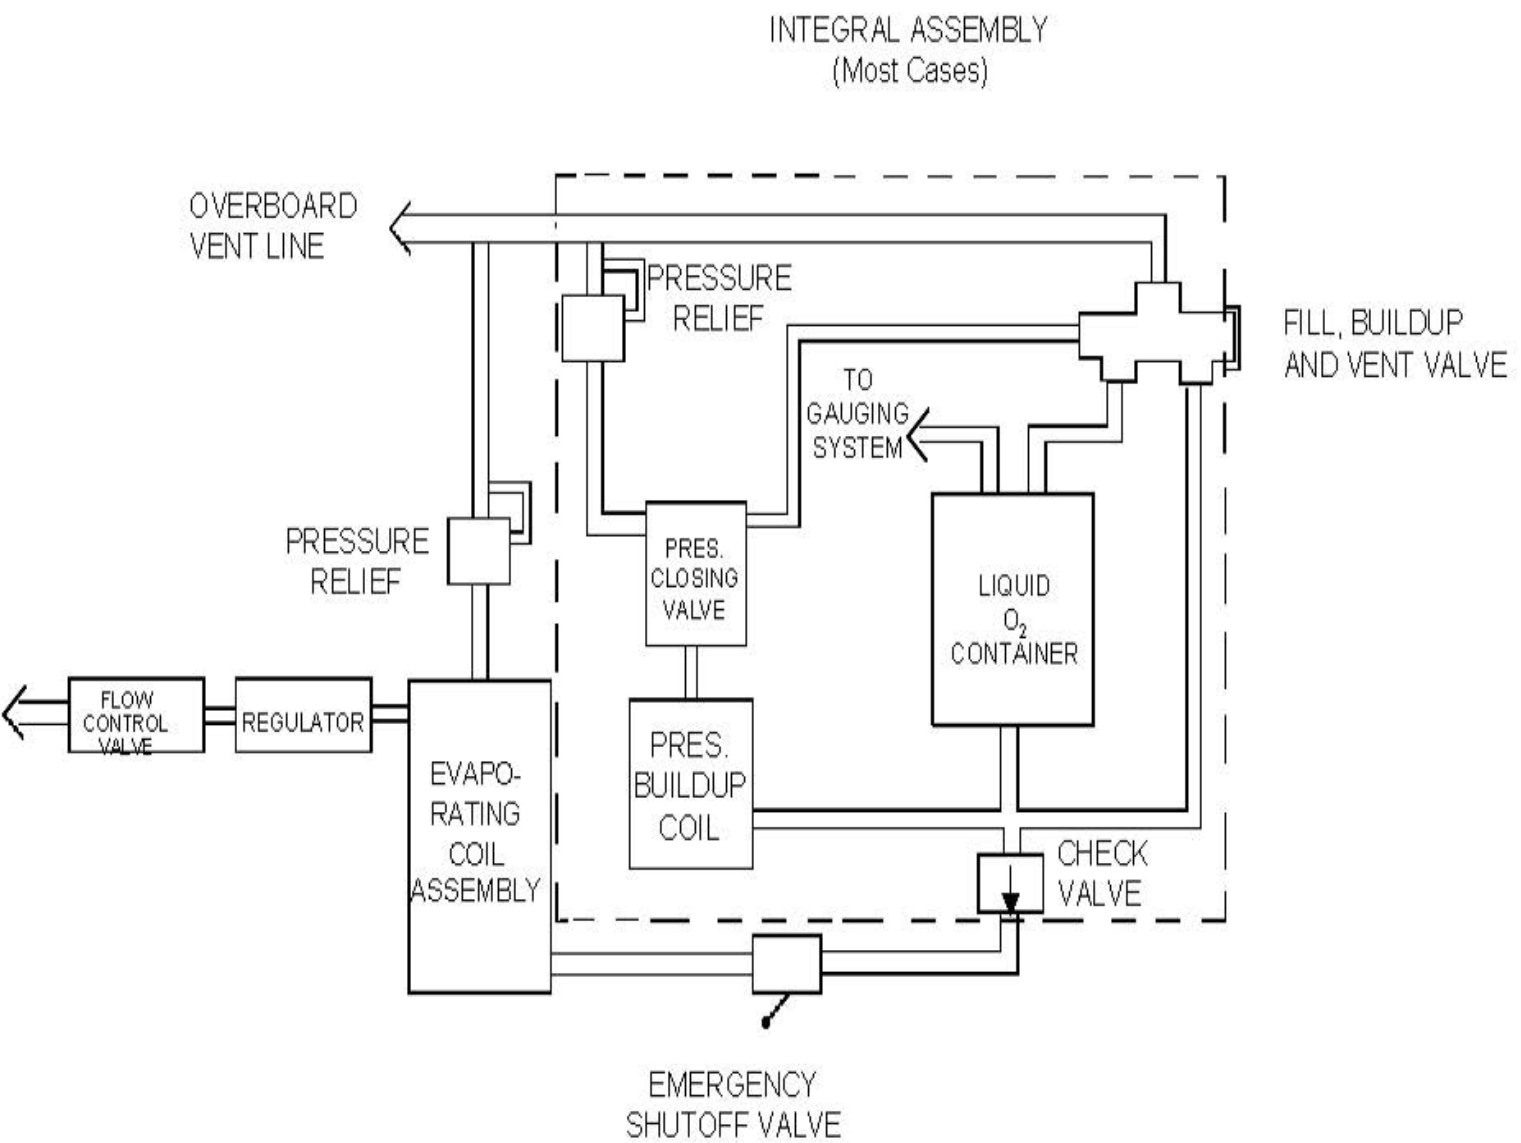 INTEGRAL ASSEMBLY
(Most Cases)
OVERBOARD
VENT LINE
PRESSURE
RELIEF
FILL, BUILDUP
AND VENT VALVE
TO
GAUGING
SYSTEM
PRESSURE
RELIEF
PRES.
CLOSING
VALVE
LIQUID
O₂
CONTAINER
FLOW
CONTROL
VALVE
REGULATOR
EVAPO-
RATING
COIL
ASSEMBLY
PRES.
BUILDUP
COIL
CHECK
VALVE
EMERGENCY
SHUTOFF VALVE